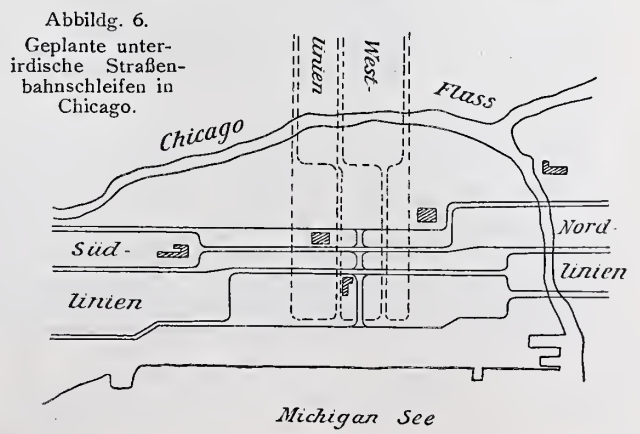 Abbildg. 6.
Geplante unter-
irdische Straßen-
bahnschleifen in
Chicago.
West-
linien
Chicago Fluss
Süd-
linien
Nord-
linien
Michigan See